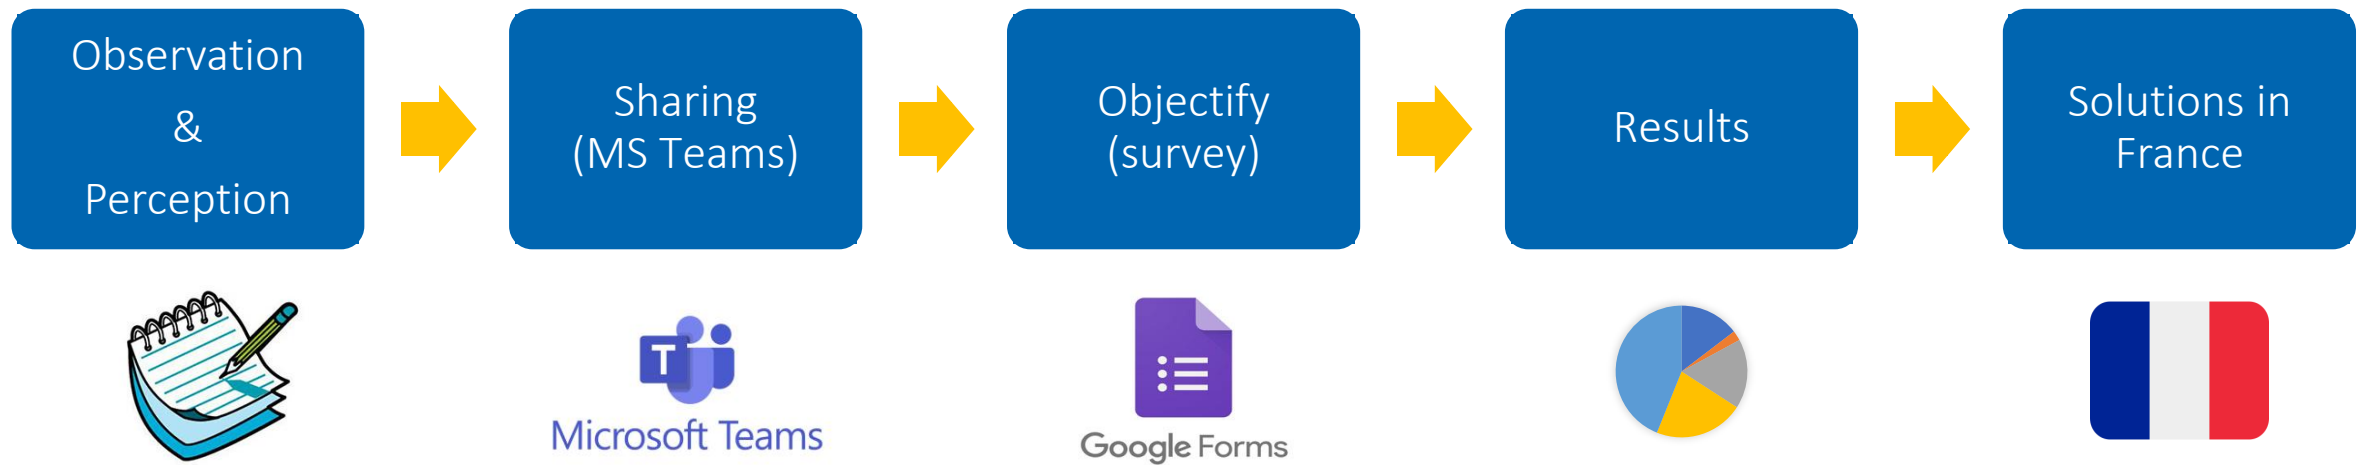 Observation
&
Perception
Sharing
(MS Teams)
Objectify
(survey)
Results
Solutions in
France
T
Microsoft Teams
Google Forms